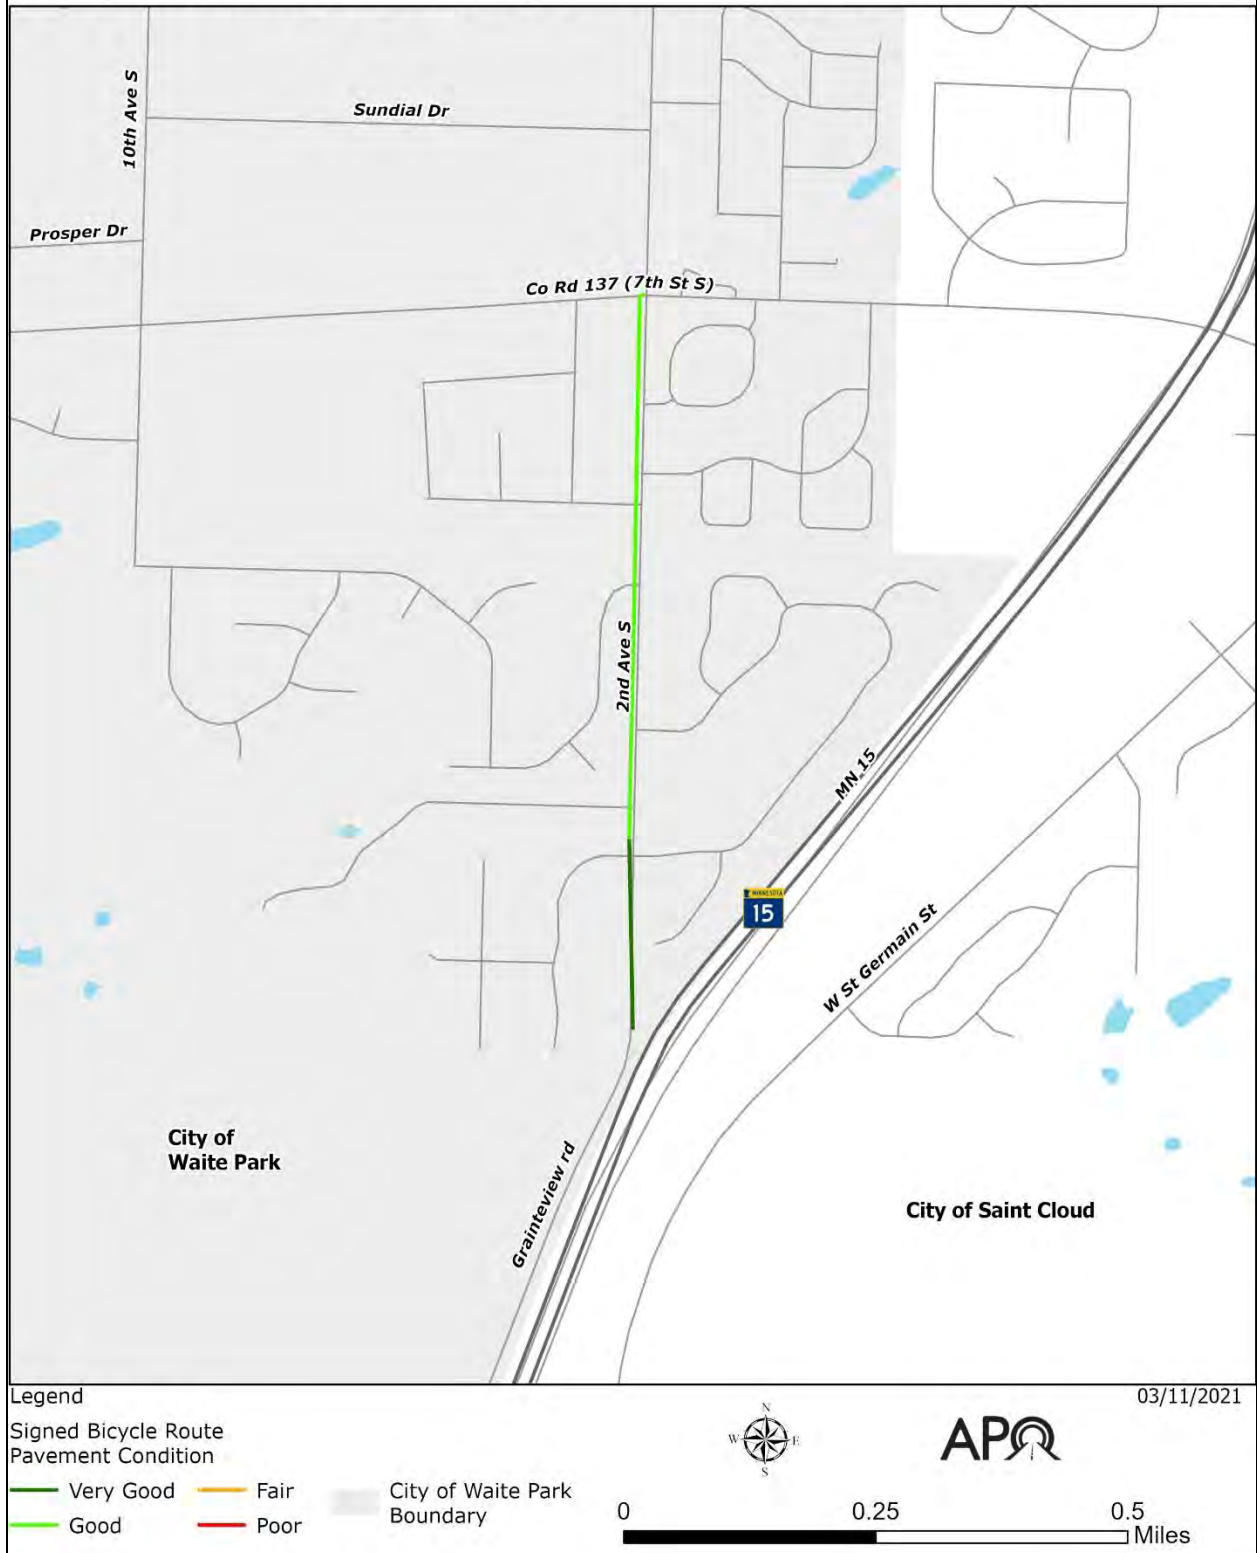 10th Ave S
Sundial Dr
Prosper Dr
Co Rd 137 (7th St S)
2nd Ave S
MN 15
MINNESOTA
15
W St Germain St
City of
Waite Park
Grainteview rd
City of Saint Cloud
Legend
03/11/2021
Signed Bicycle Route
Pavement Condition
Very Good
Fair
Good
Poor
City of Waite Park
Boundary
N
W E
S
APO
0 0.25 0.5
Miles